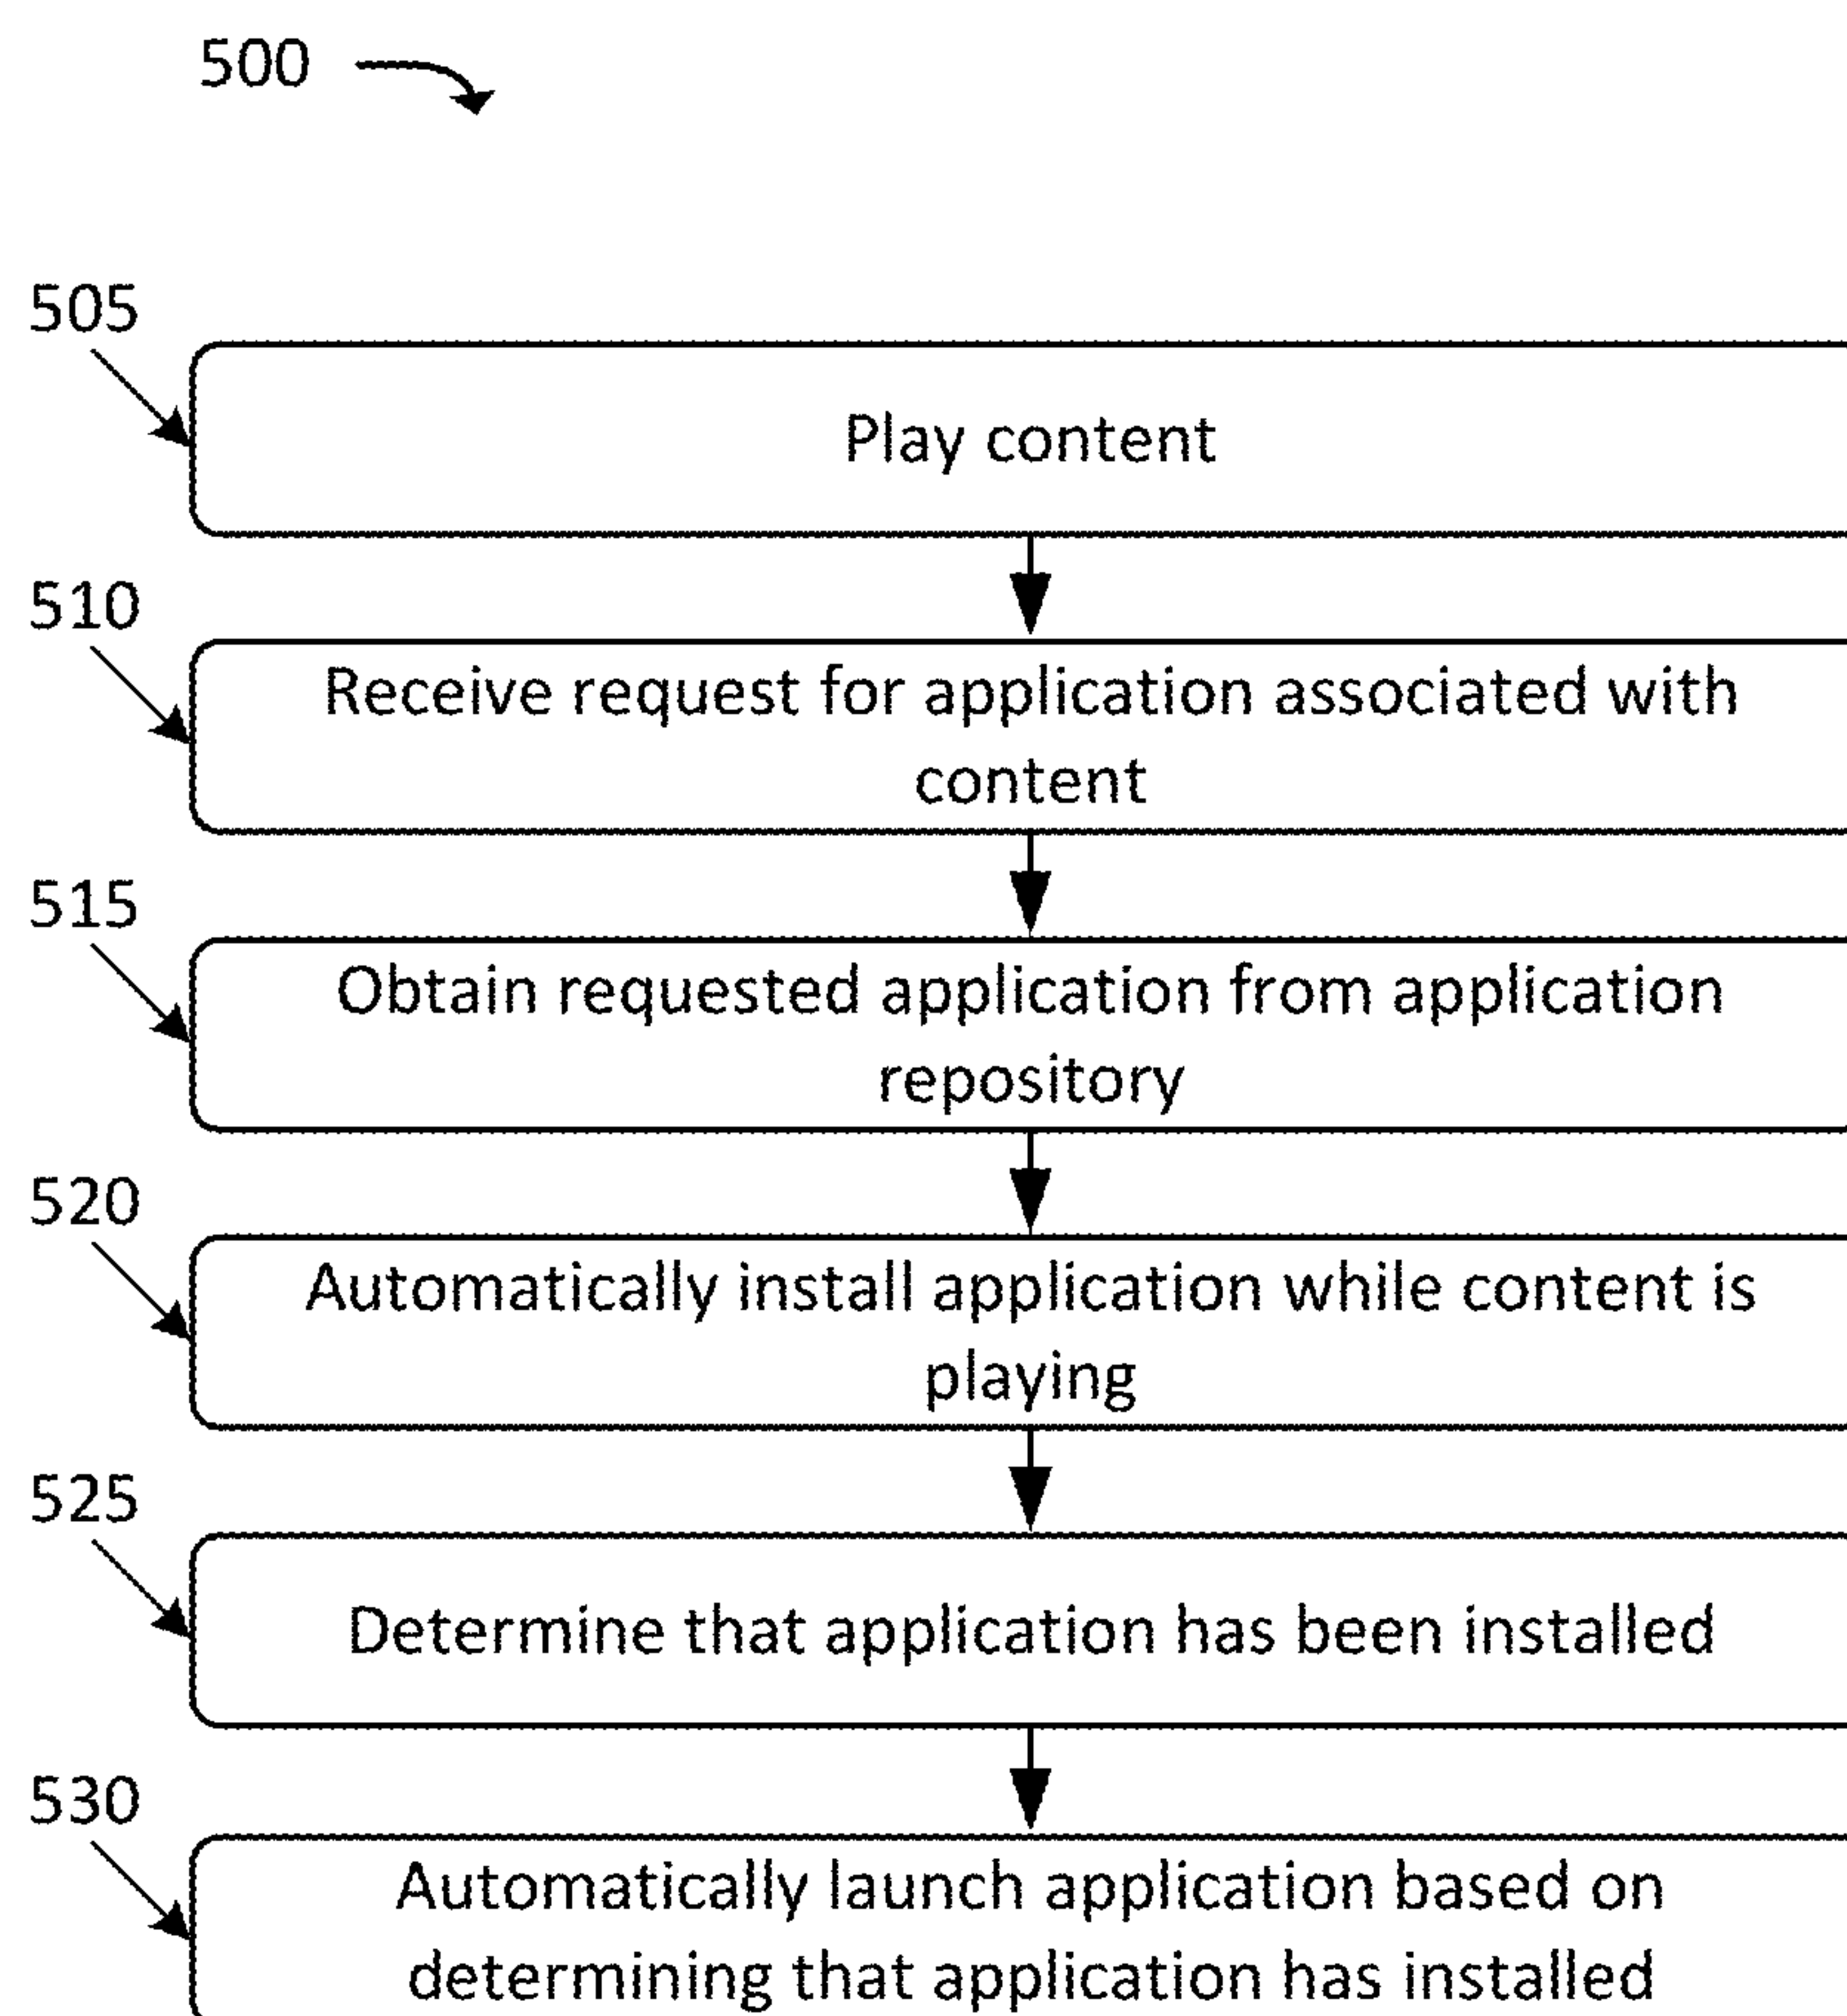 500
505
Play content
510
Receive request for application associated with
content
515
Obtain requested application from application
repository
520
Automatically install application while content is
playing
525
Determine that application has been installed
530
Automatically launch application based on
determining that application has installed